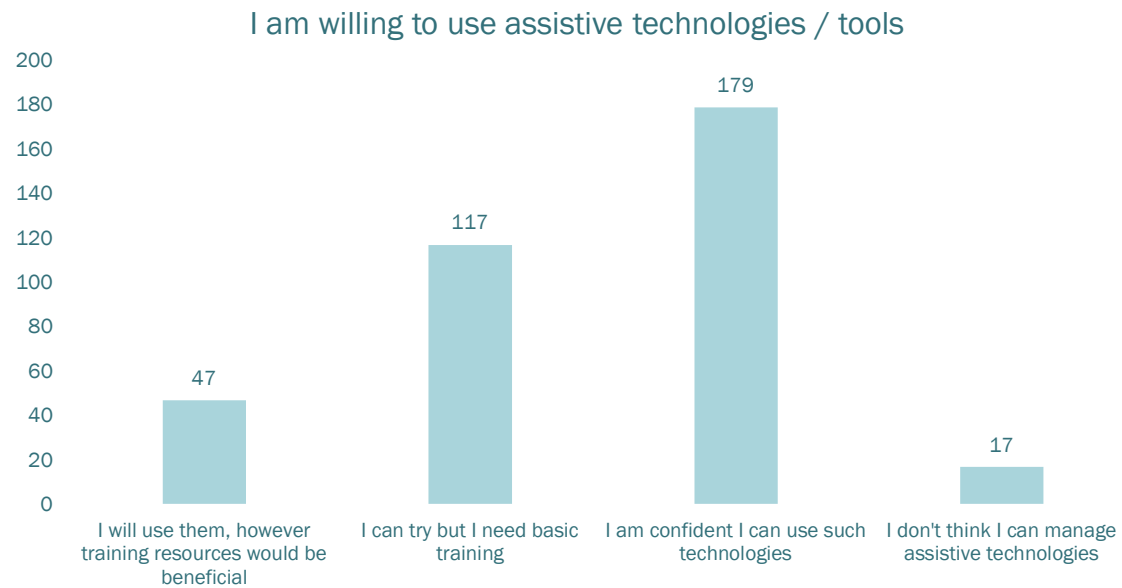 I am willing to use assistive technologies / tools
200
180
160
140
120
100
80
60
40
20
0
47
117
179
17
I will use them, however
training resources would be
beneficial
I can try but I need basic
training
I am confident I can use such
technologies
I don't think I can manage
assistive technologies